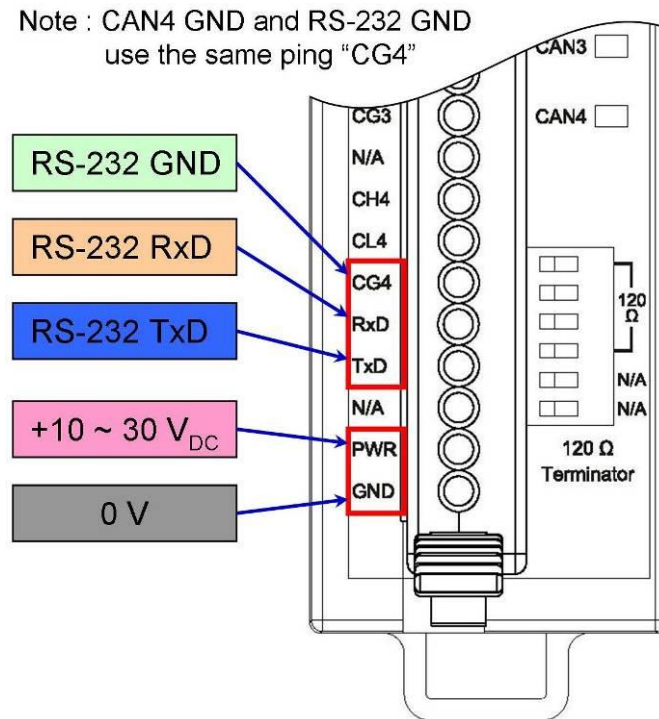 Note : CAN4 GND and RS-232 GND
use the same ping “CG4”
CAN3
CG3
CAN4
RS-232 GND
N/A
CH4
RS-232 RxD
CL4
CG4
120
Ω
RS-232 TxD
RxD
TxD
N/A
N/A
N/A
+10 ~ 30 VDC
PWR
120 Ω
Terminator
0 V
GND